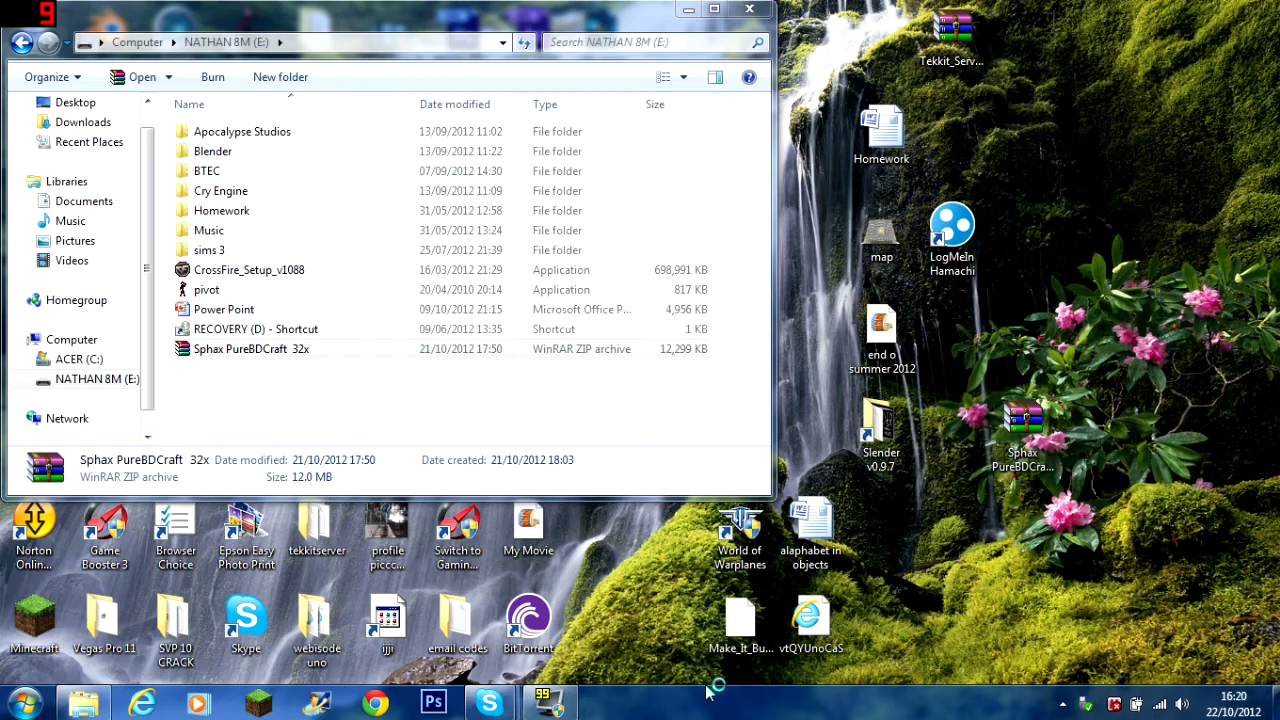 9
Computer
NATHAN 8M (E:)
Search NATHAN 8M (E:)
Organize
Open
Burn
New folder
Name
Date modified
Type
Size
Desktop
Downloads
Recent Places
Libraries
Documents
Music
Pictures
Videos
Homegroup
Computer
ACER (C:)
NATHAN 8M (E:)
Network
Apocalypse Studios 13/09/2012 11:02 File folder
Blender 13/09/2012 11:22 File folder
BTEC 07/09/2012 14:30 File folder
Cry Engine 13/09/2012 11:09 File folder
Homework 31/05/2012 12:58 File folder
Music 31/05/2012 13:24 File folder
sims 3 25/07/2012 21:39 File folder
CrossFire_Setup_v1088 16/03/2012 21:29 Application 698,991 KB
pivot 20/04/2010 20:14 Application 817 KB
Power Point 09/10/2012 21:15 Microsoft Office P... 4,956 KB
RECOVERY (D) - Shortcut 09/06/2012 13:35 Shortcut 1 KB
Sphax PureBDCraft 32x 21/10/2012 17:50 WinRAR ZIP archive 12,299 KB
Sphax PureBDCraft 32x Date modified: 21/10/2012 17:50 Date created: 21/10/2012 18:03
WinRAR ZIP archive Size: 12.0 MB
Tekkit_Serv...
Homework
map
LogMeIn
Hamachi
end o
summer 2012
Slender
v0.9.7
Sphax
PureBDCra...
Norton
Onlin...
Game
Booster 3
Browser
Choice
Epson Easy
Photo Print
tekkitserver
profile
piccc...
Switch to
Gamin...
My Movie
World of
Warplanes
alaphabet in
objects
Minecraft
Vegas Pro 11
SVP 10
CRACK
Skype
webisode
uno
ijji
email codes
BitTorrent
Make_It_Bu...
vtQYUnoCaS
Ps
99
16:20
22/10/2012